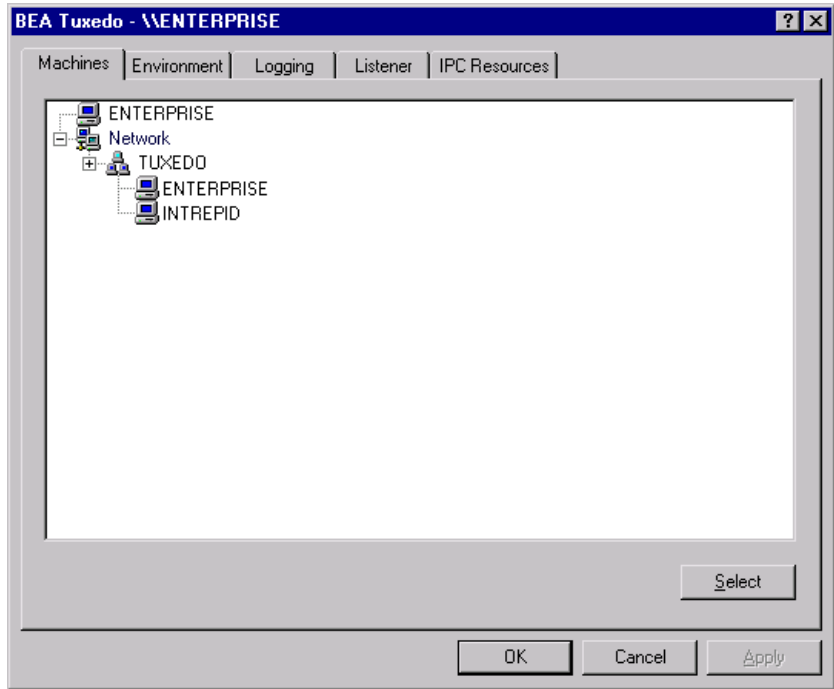 BEA Tuxedo - \\ENTERPRISE
Machines Environment Logging Listener IPC Resources
ENTERPRISE
Network
TUXEDO
ENTERPRISE
INTREPID
Select
OK Cancel Apply